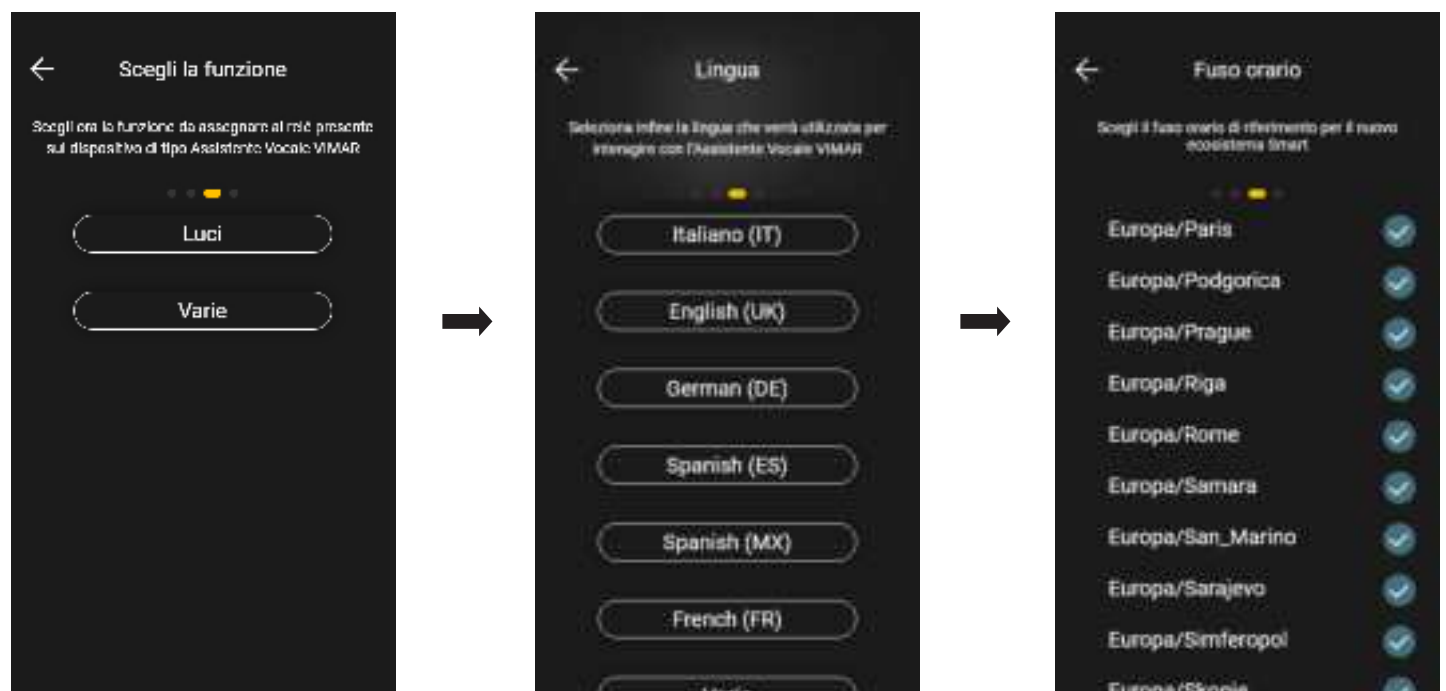 Scegli la funzione
Scegli ora la funzione da assegnare al relè presente
sul dispositivo di tipo Assistente Vocale VIMAR
Luci
Varie
Lingua
Seleziona infine la lingua che verrà utilizzata per
interagire con l'Assistente Vocale VIMAR
Italiano (IT)
English (UK)
German (DE)
Spanish (ES)
Spanish (MX)
French (FR)
Fuso orario
Scegli il fuso orario di riferimento per il nuovo
ecosistema Smart
Europa/Paris
Europa/Podgorica
Europa/Prague
Europa/Riga
Europa/Rome
Europa/Samara
Europa/San_Marino
Europa/Sarajevo
Europa/Simferopol
Europa/Skopje